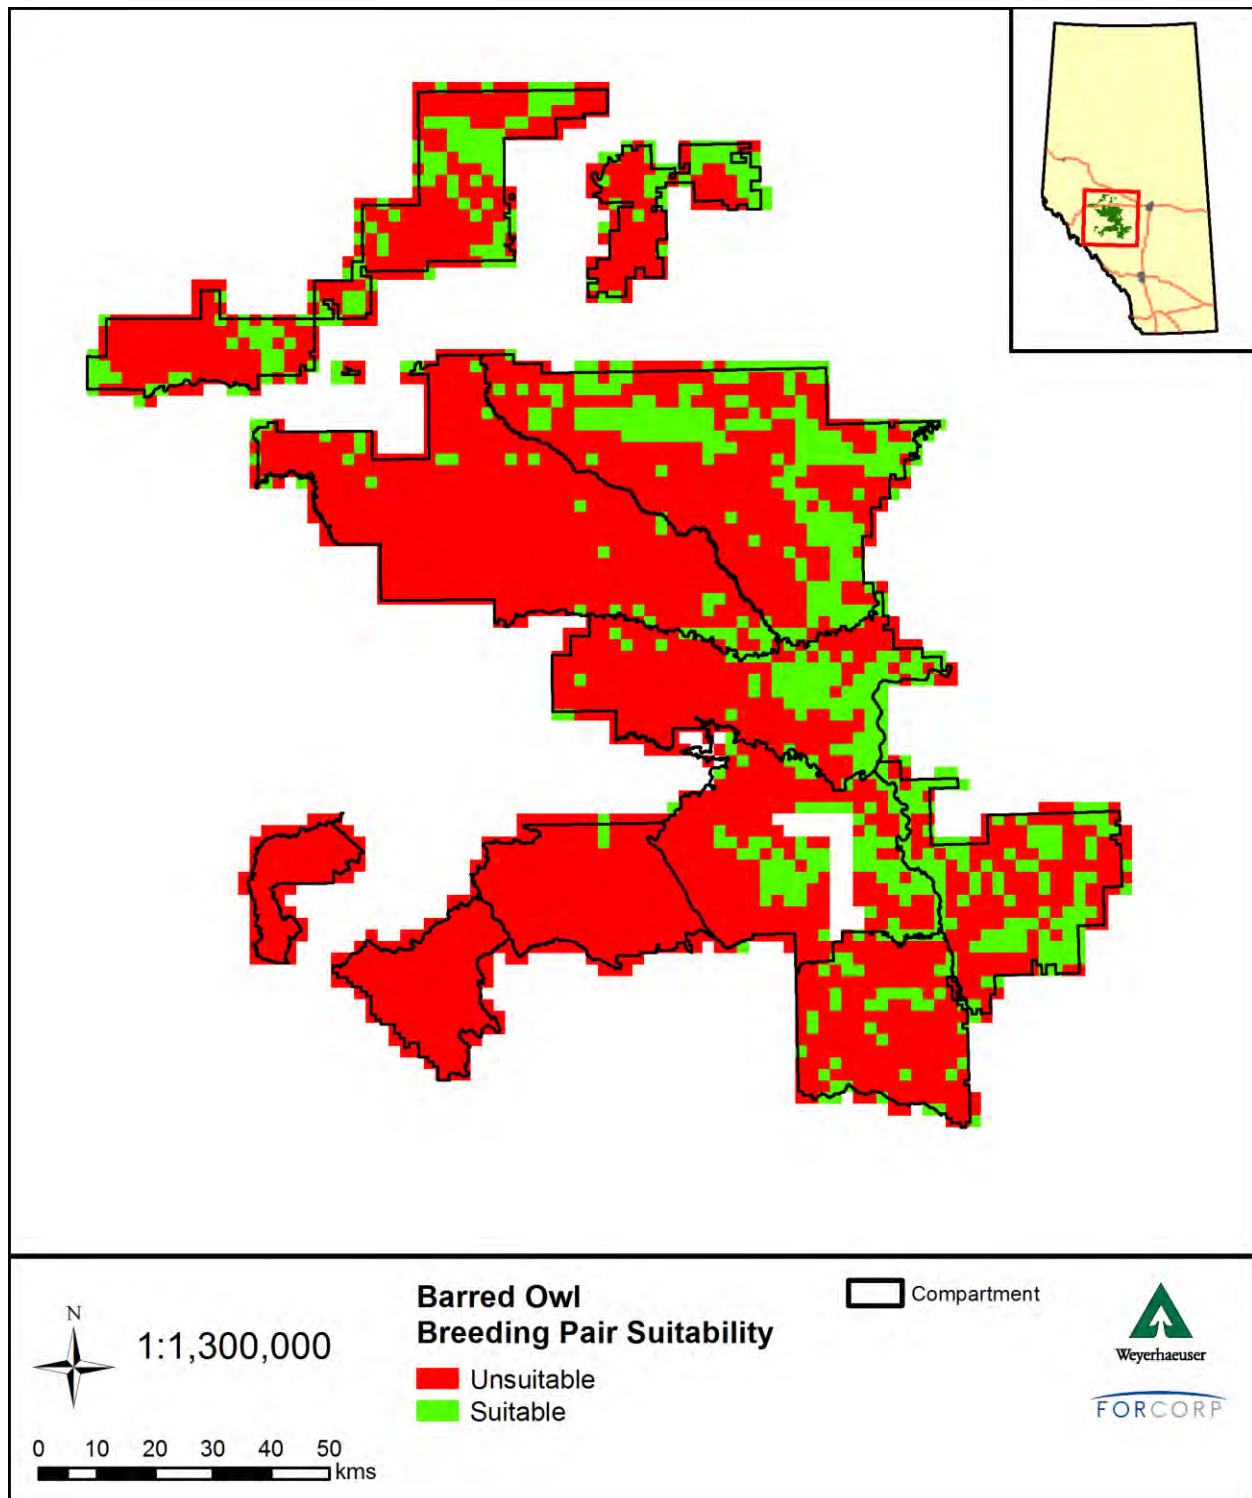 N
1:1,300,000
0 10 20 30 40 50
kms
Barred Owl
Breeding Pair Suitability
Unsuitable
Suitable
Compartment
Weyerhaeuser
FORCORP